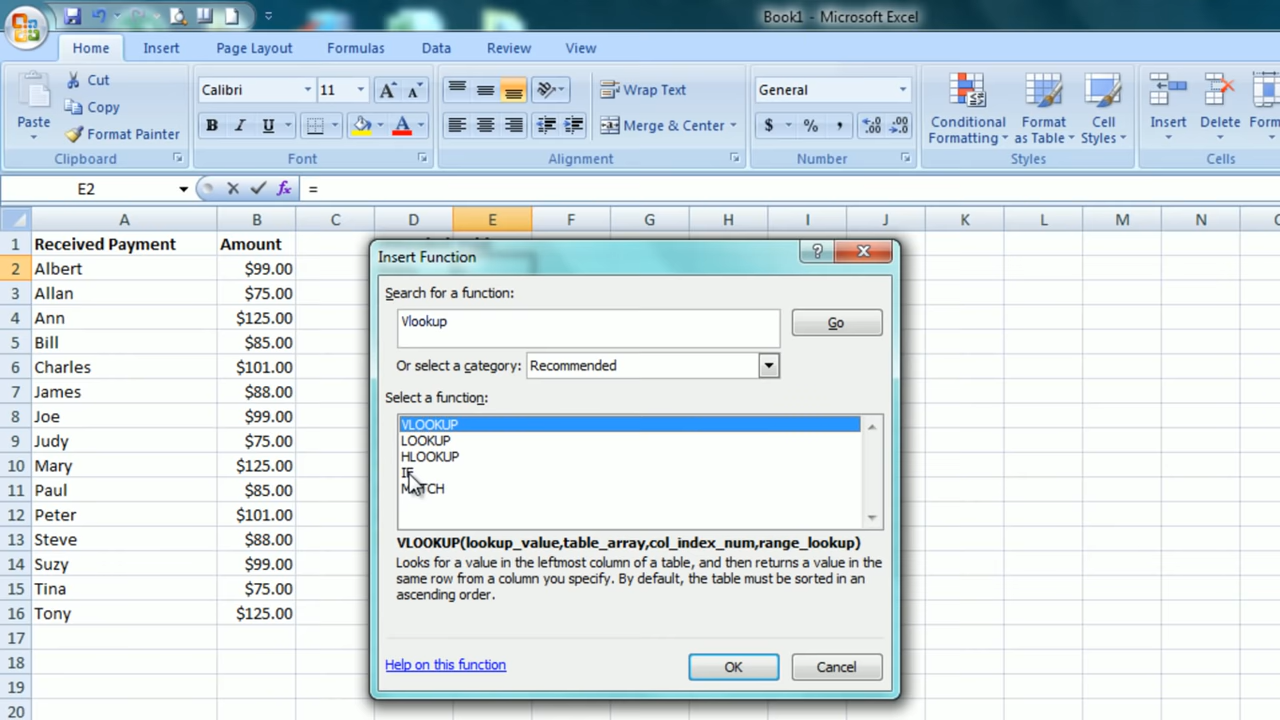 Book1 - Microsoft Excel
Home Insert Page Layout Formulas Data Review View
Paste
Cut
Copy
Format Painter
Clipboard
Calibri 11
B I U
Font
Wrap Text
Merge & Center
Alignment
General
$ % ,
Number
Conditional Formatting
Format as Table
Cell Styles
Styles
Insert Delete
Cells
E2 fx =
A B C D E F G H I J K L M N
1 Received Payment Amount
2 Albert $99.00
3 Allan $75.00
4 Ann $125.00
5 Bill $85.00
6 Charles $101.00
7 James $88.00
8 Joe $99.00
9 Judy $75.00
10 Mary $125.00
11 Paul $85.00
12 Peter $101.00
13 Steve $88.00
14 Suzy $99.00
15 Tina $75.00
16 Tony $125.00
17
18
19
20
Insert Function
Search for a function:
Vlookup
Go
Or select a category: Recommended
Select a function:
VLOOKUP
LOOKUP
HLOOKUP
IF
MATCH
VLOOKUP(lookup_value,table_array,col_index_num,range_lookup)
Looks for a value in the leftmost column of a table, and then returns a value in the
same row from a column you specify. By default, the table must be sorted in an
ascending order.
Help on this function
OK Cancel